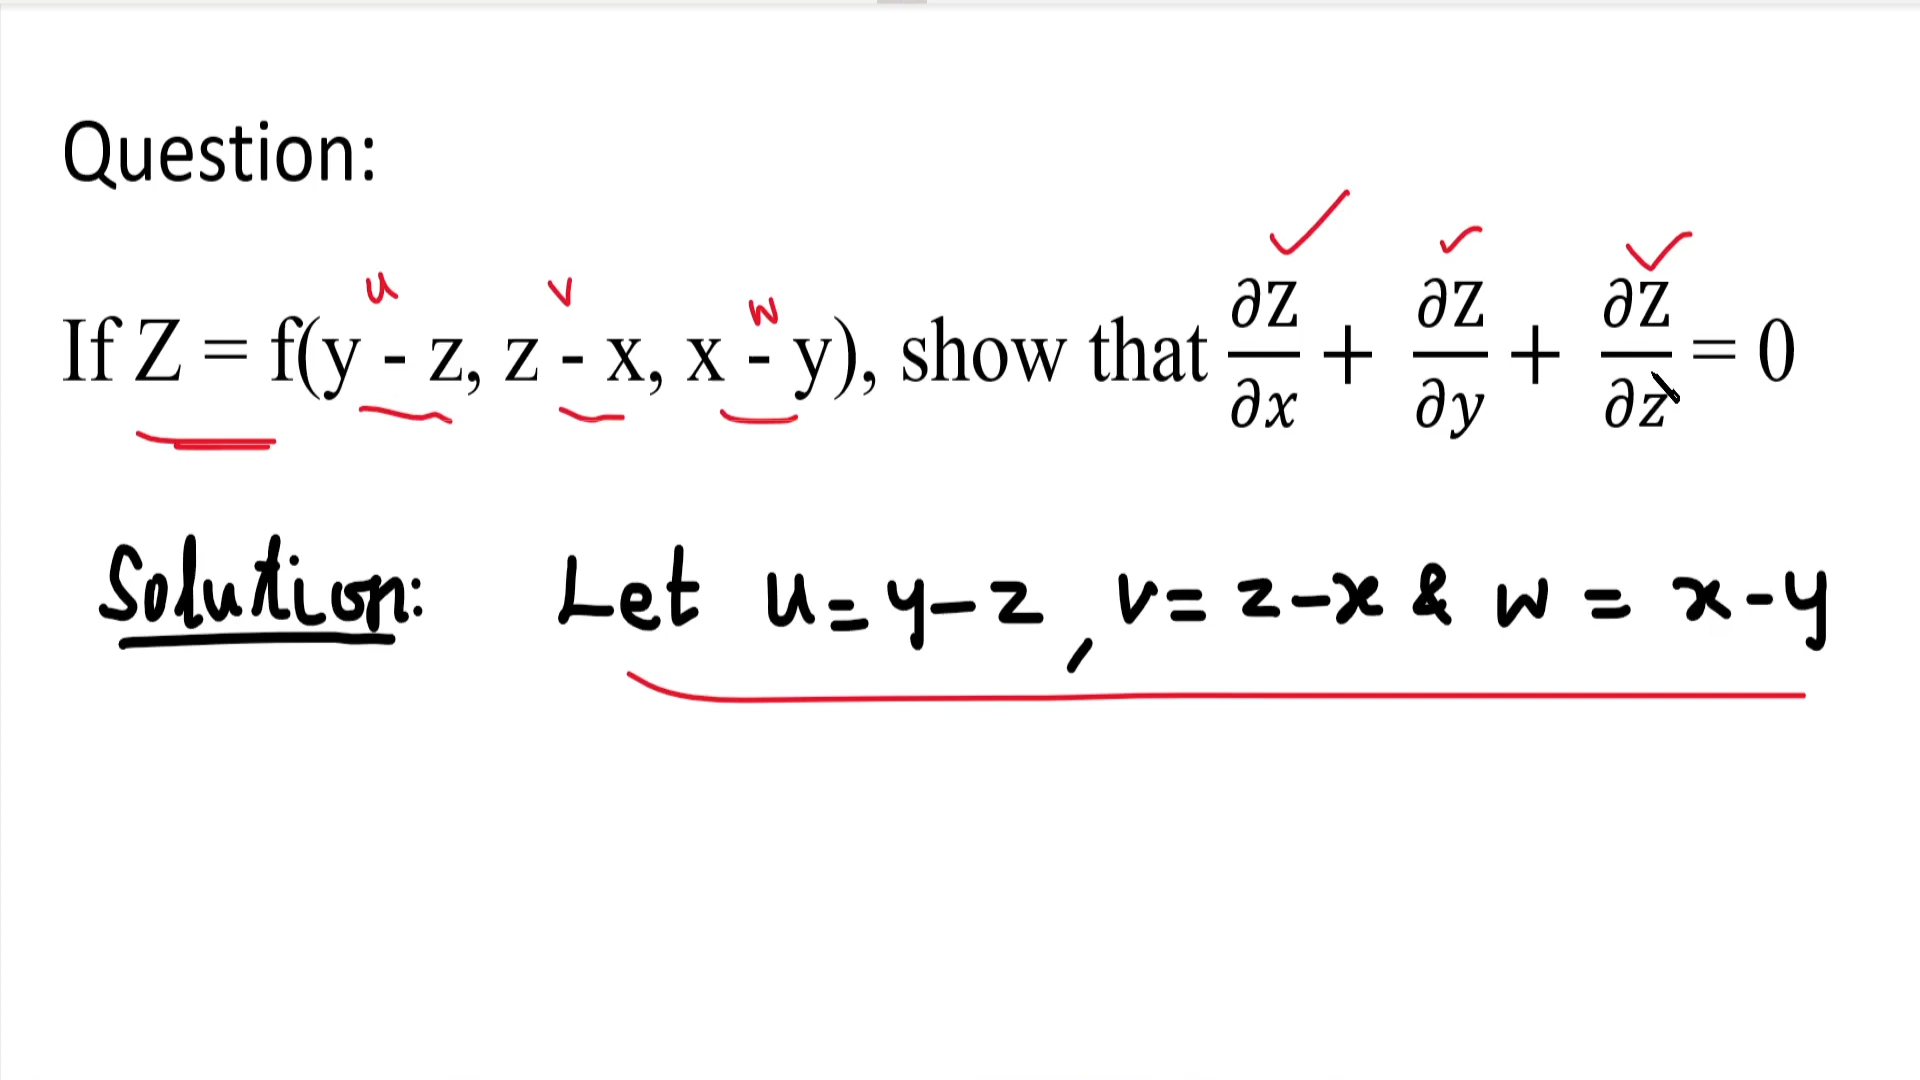 Question:
u v w
If Z = f(y - z, z - x, x - y), show that ∂Z/∂x + ∂Z/∂y + ∂Z/∂z = 0
Solution: Let u = y - z, v = z - x & w = x - y